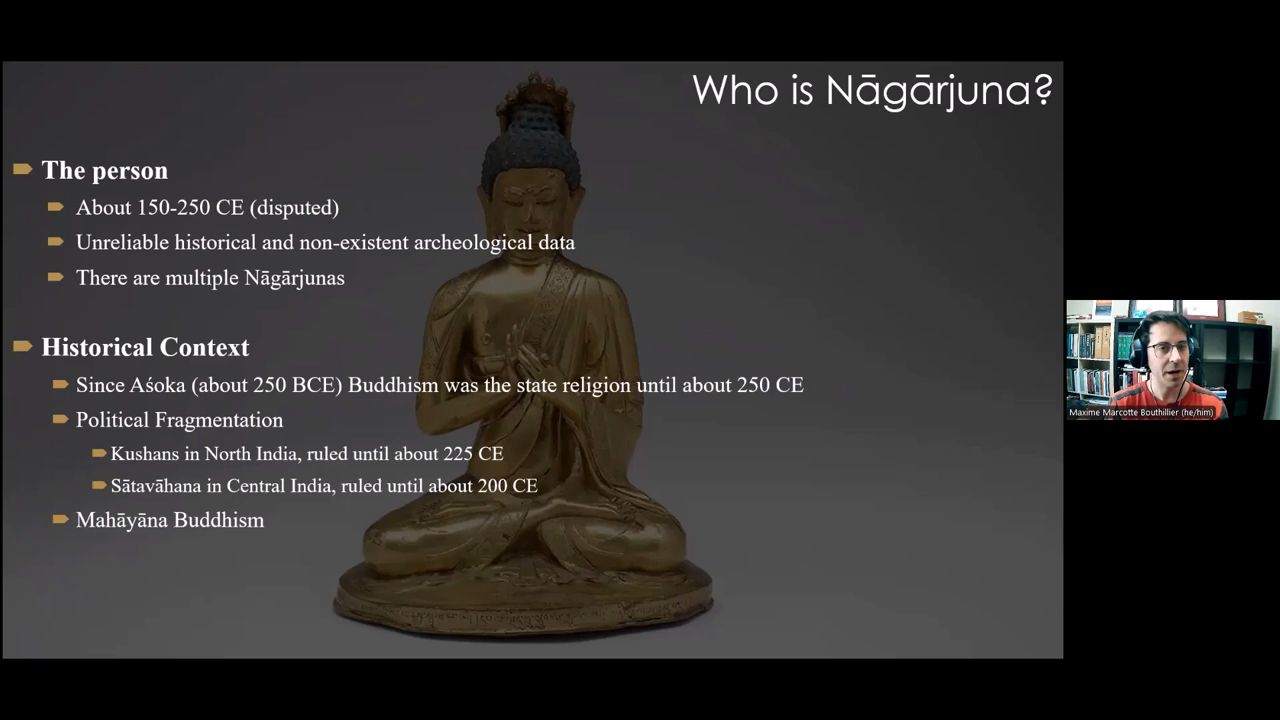 Who is Nāgārjuna?
The person
About 150-250 CE (disputed)
Unreliable historical and non-existent archeological data
There are multiple Nāgārjunas
Historical Context
Since Aśoka (about 250 BCE) Buddhism was the state religion until about 250 CE
Political Fragmentation
Kushans in North India, ruled until about 225 CE
Sātavāhana in Central India, ruled until about 200 CE
Mahāyāna Buddhism
Maxime Marcotte Bouthillier (he/him)